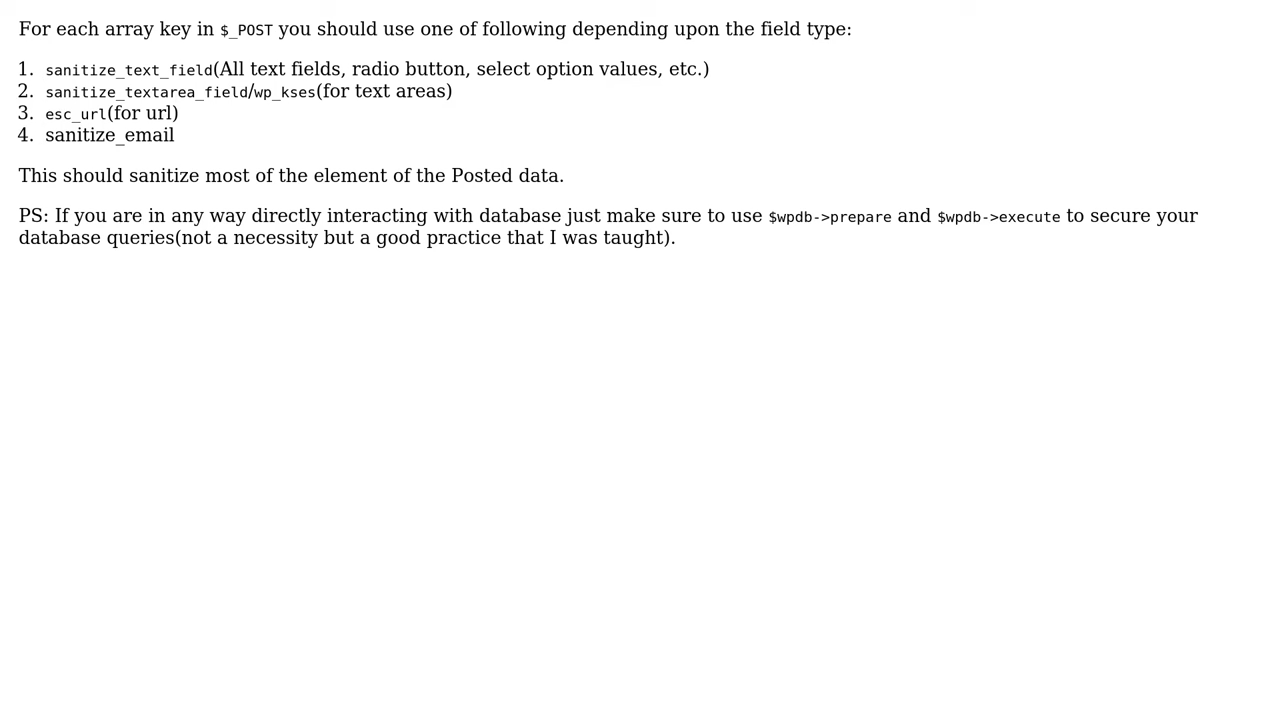 For each array key in $_POST you should use one of following depending upon the field type:
1. sanitize_text_field(All text fields, radio button, select option values, etc.)
2. sanitize_textarea_field/wp_kses(for text areas)
3. esc_url(for url)
4. sanitize_email
This should sanitize most of the element of the Posted data.
PS: If you are in any way directly interacting with database just make sure to use $wpdb->prepare and $wpdb->execute to secure your
database queries(not a necessity but a good practice that I was taught).